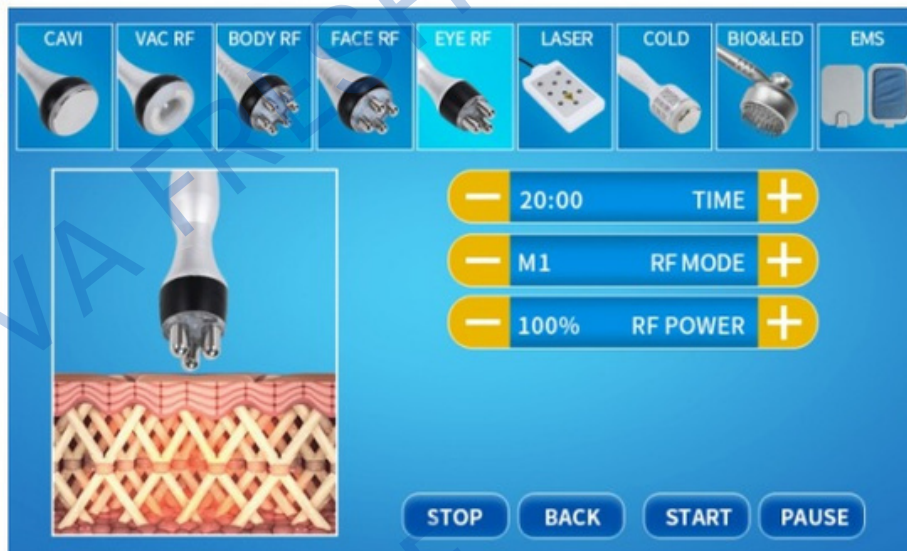 CAVI
VAC RF
BODY RF
FACE RF
EYE RF
LASER
COLD
BIO&LED
EMS
20:00 TIME
M1 RF MODE
100% RF POWER
STOP BACK START PAUSE